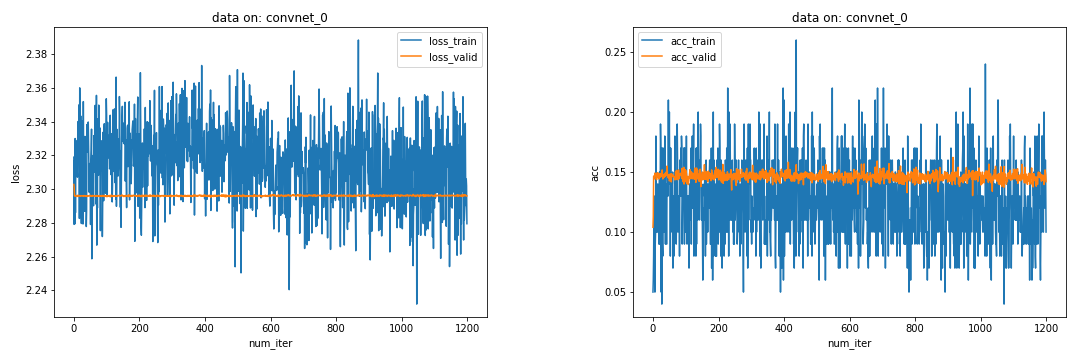 data on: convnet_0
loss_train
loss_valid
2.38
2.36
2.34
2.32
2.30
2.28
2.26
2.24
loss
0
200
400
600
800
1000
1200
num_iter
data on: convnet_0
acc_train
acc_valid
0.25
0.20
0.15
0.10
0.05
acc
0
200
400
600
800
1000
1200
num_iter